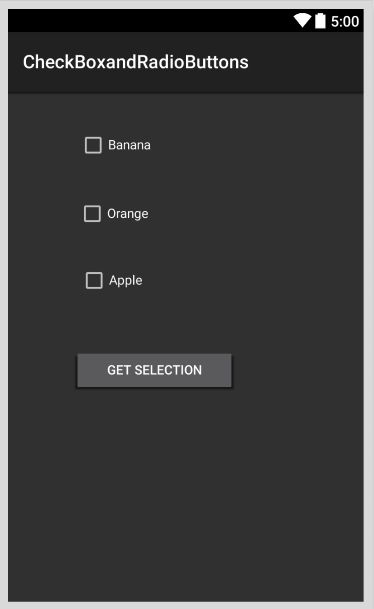 5:00
CheckBoxandRadioButtons
Banana
Orange
Apple
GET SELECTION